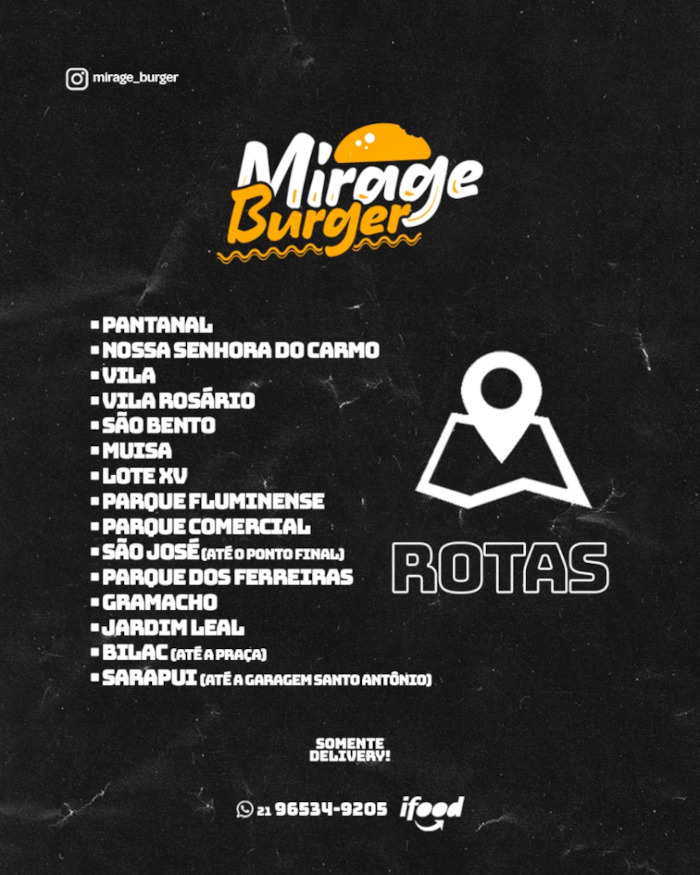 mirage_burger
Mirage
Burger
▪ PANTANAL
▪ NOSSA SENHORA DO CARMO
▪ VILA
▪ VILA ROSÁRIO
▪ SÃO BENTO
▪ MUISA
▪ LOTE XV
▪ PARQUE FLUMINENSE
▪ PARQUE COMERCIAL
▪ SÃO JOSÉ (ATÉ O PONTO FINAL)
▪ PARQUE DOS FERREIRAS
▪ GRAMACHO
▪ JARDIM LEAL
▪ BILAC (ATÉ A PRAÇA)
▪ SARAPUI (ATÉ A GARAGEM SANTO ANTÔNIO)
ROTAS
SOMENTE
DELIVERY!
21 96534-9205 ifood